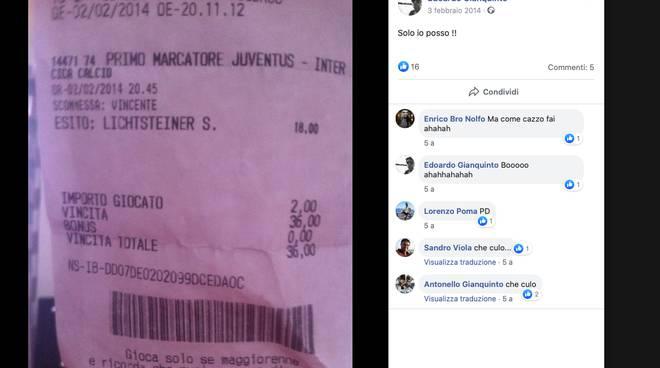 DE-02/02/2014 DE-20.11.12
14471 74 PRIMO MARCATORE JUVENTUS - INTER
CICA CALCIO
DA-02/02/2014 20.45
SCOMMESSA: VINCENTE
ESITO: LICHTSTEINER S. 18,00
IMPORTO GIOCATO 2,00
VINCITA 36,00
BONUS 0,00
VINCITA TOTALE 36,00
NS-IB-DD07DE0202099DCEDA0C
Gioca solo se maggiorenne
e ricorda che
Edoardo Gianquinto
3 febbraio 2014
Solo io posso !!
16
Commenti: 5
Condividi
Enrico Bro Nolfo Ma come cazzo fai
ahahah
1
5 a
Edoardo Gianquinto Booooo
ahahhahahah
1
5 a
Lorenzo Poma PD
1
5 a
Sandro Viola che culo... 1
Visualizza traduzione · 5 a
Antonello Gianquinto che culo
2
Visualizza traduzione · 5 a